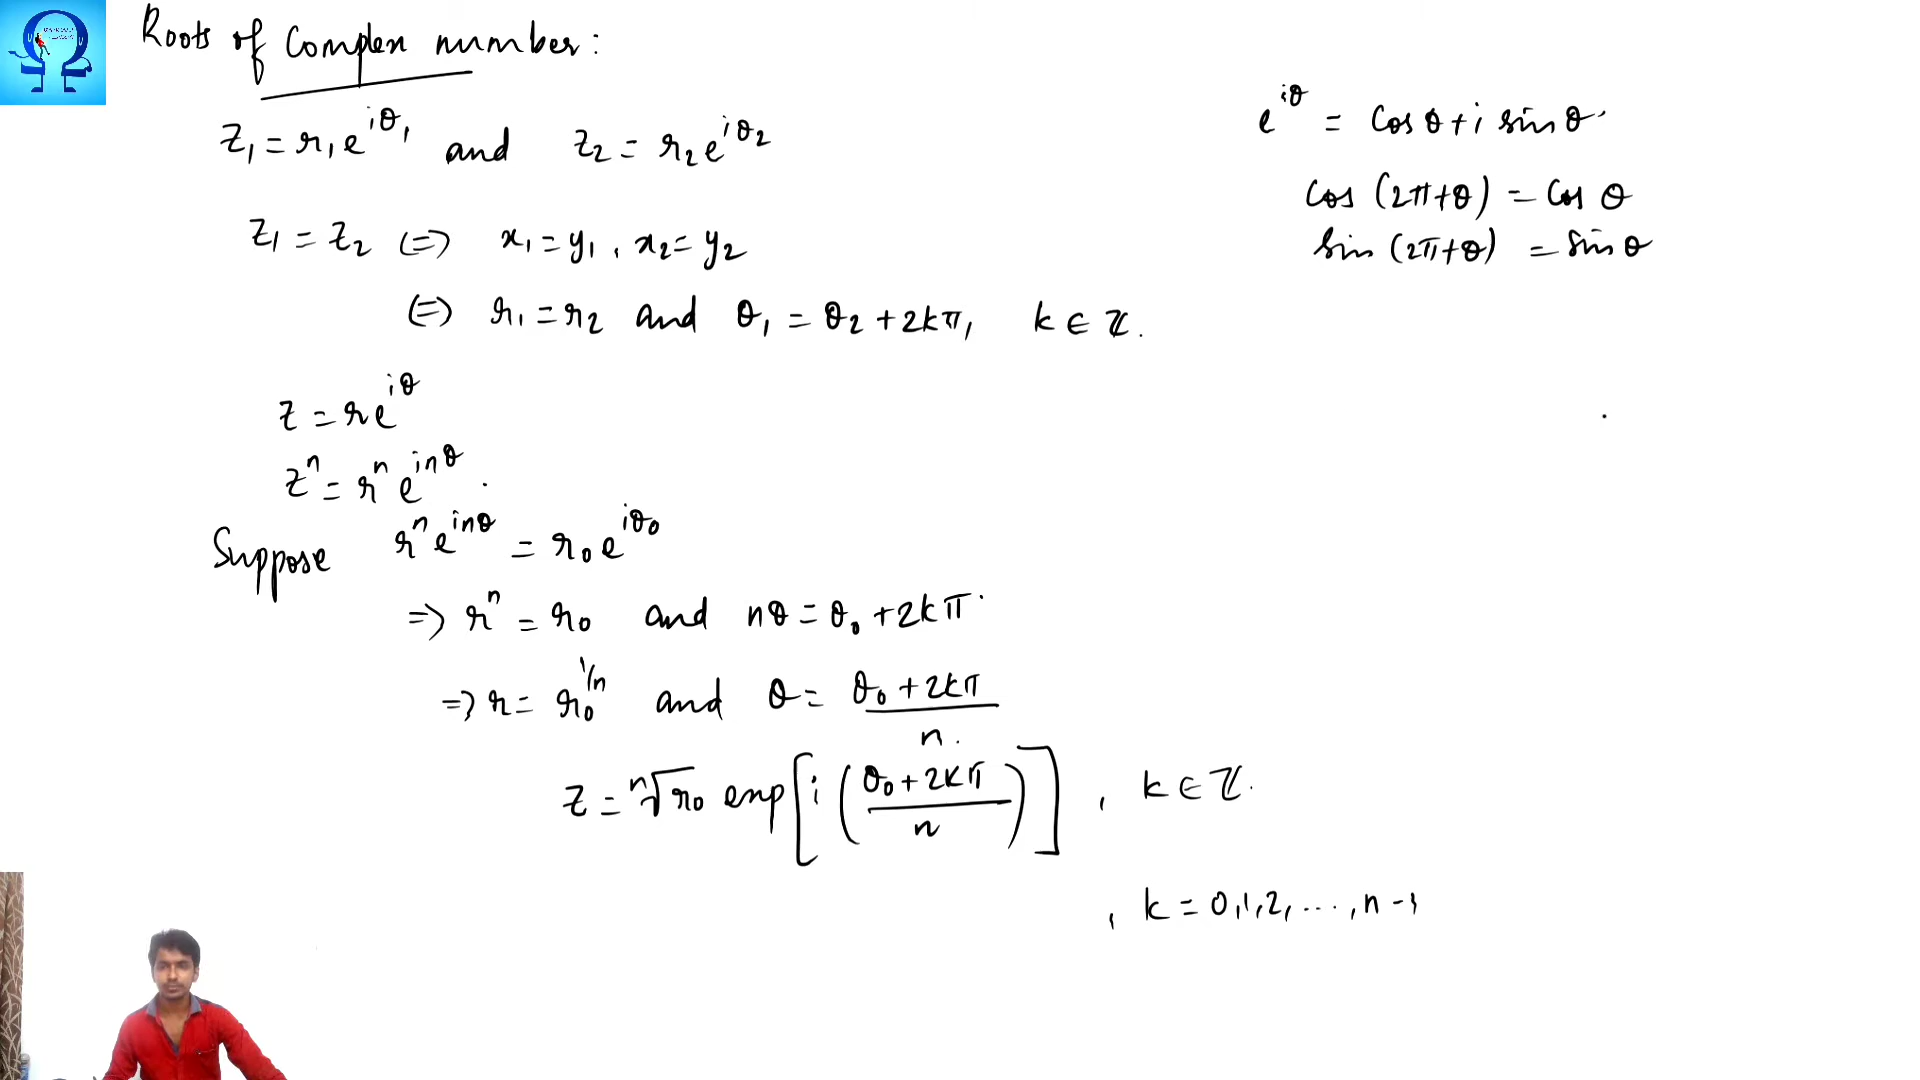 Roots of Complex number:
z₁ = r₁e^{iθ₁} and z₂ = r₂e^{iθ₂}
z₁ = z₂ (=) x₁ = y₁, x₂ = y₂
(=) r₁ = r₂ and θ₁ = θ₂ + 2kπ, k ∈ ℤ.
z = re^{iθ}
zⁿ = rⁿ e^{inθ}.
Suppose rⁿe^{inθ} = r₀e^{iθ₀}
=> rⁿ = r₀ and nθ = θ₀ + 2kπ.
=> r = r₀^{1/n} and θ = (θ₀ + 2kπ)/n.
z = ⁿ√r₀ exp[i((θ₀ + 2kπ)/n)], k ∈ ℤ.
, k = 0,1,2, ..., n-1
e^{iθ} = Cos θ + i sin θ.
Cos (2π+θ) = Cos θ
Sin (2π+θ) = Sin θ